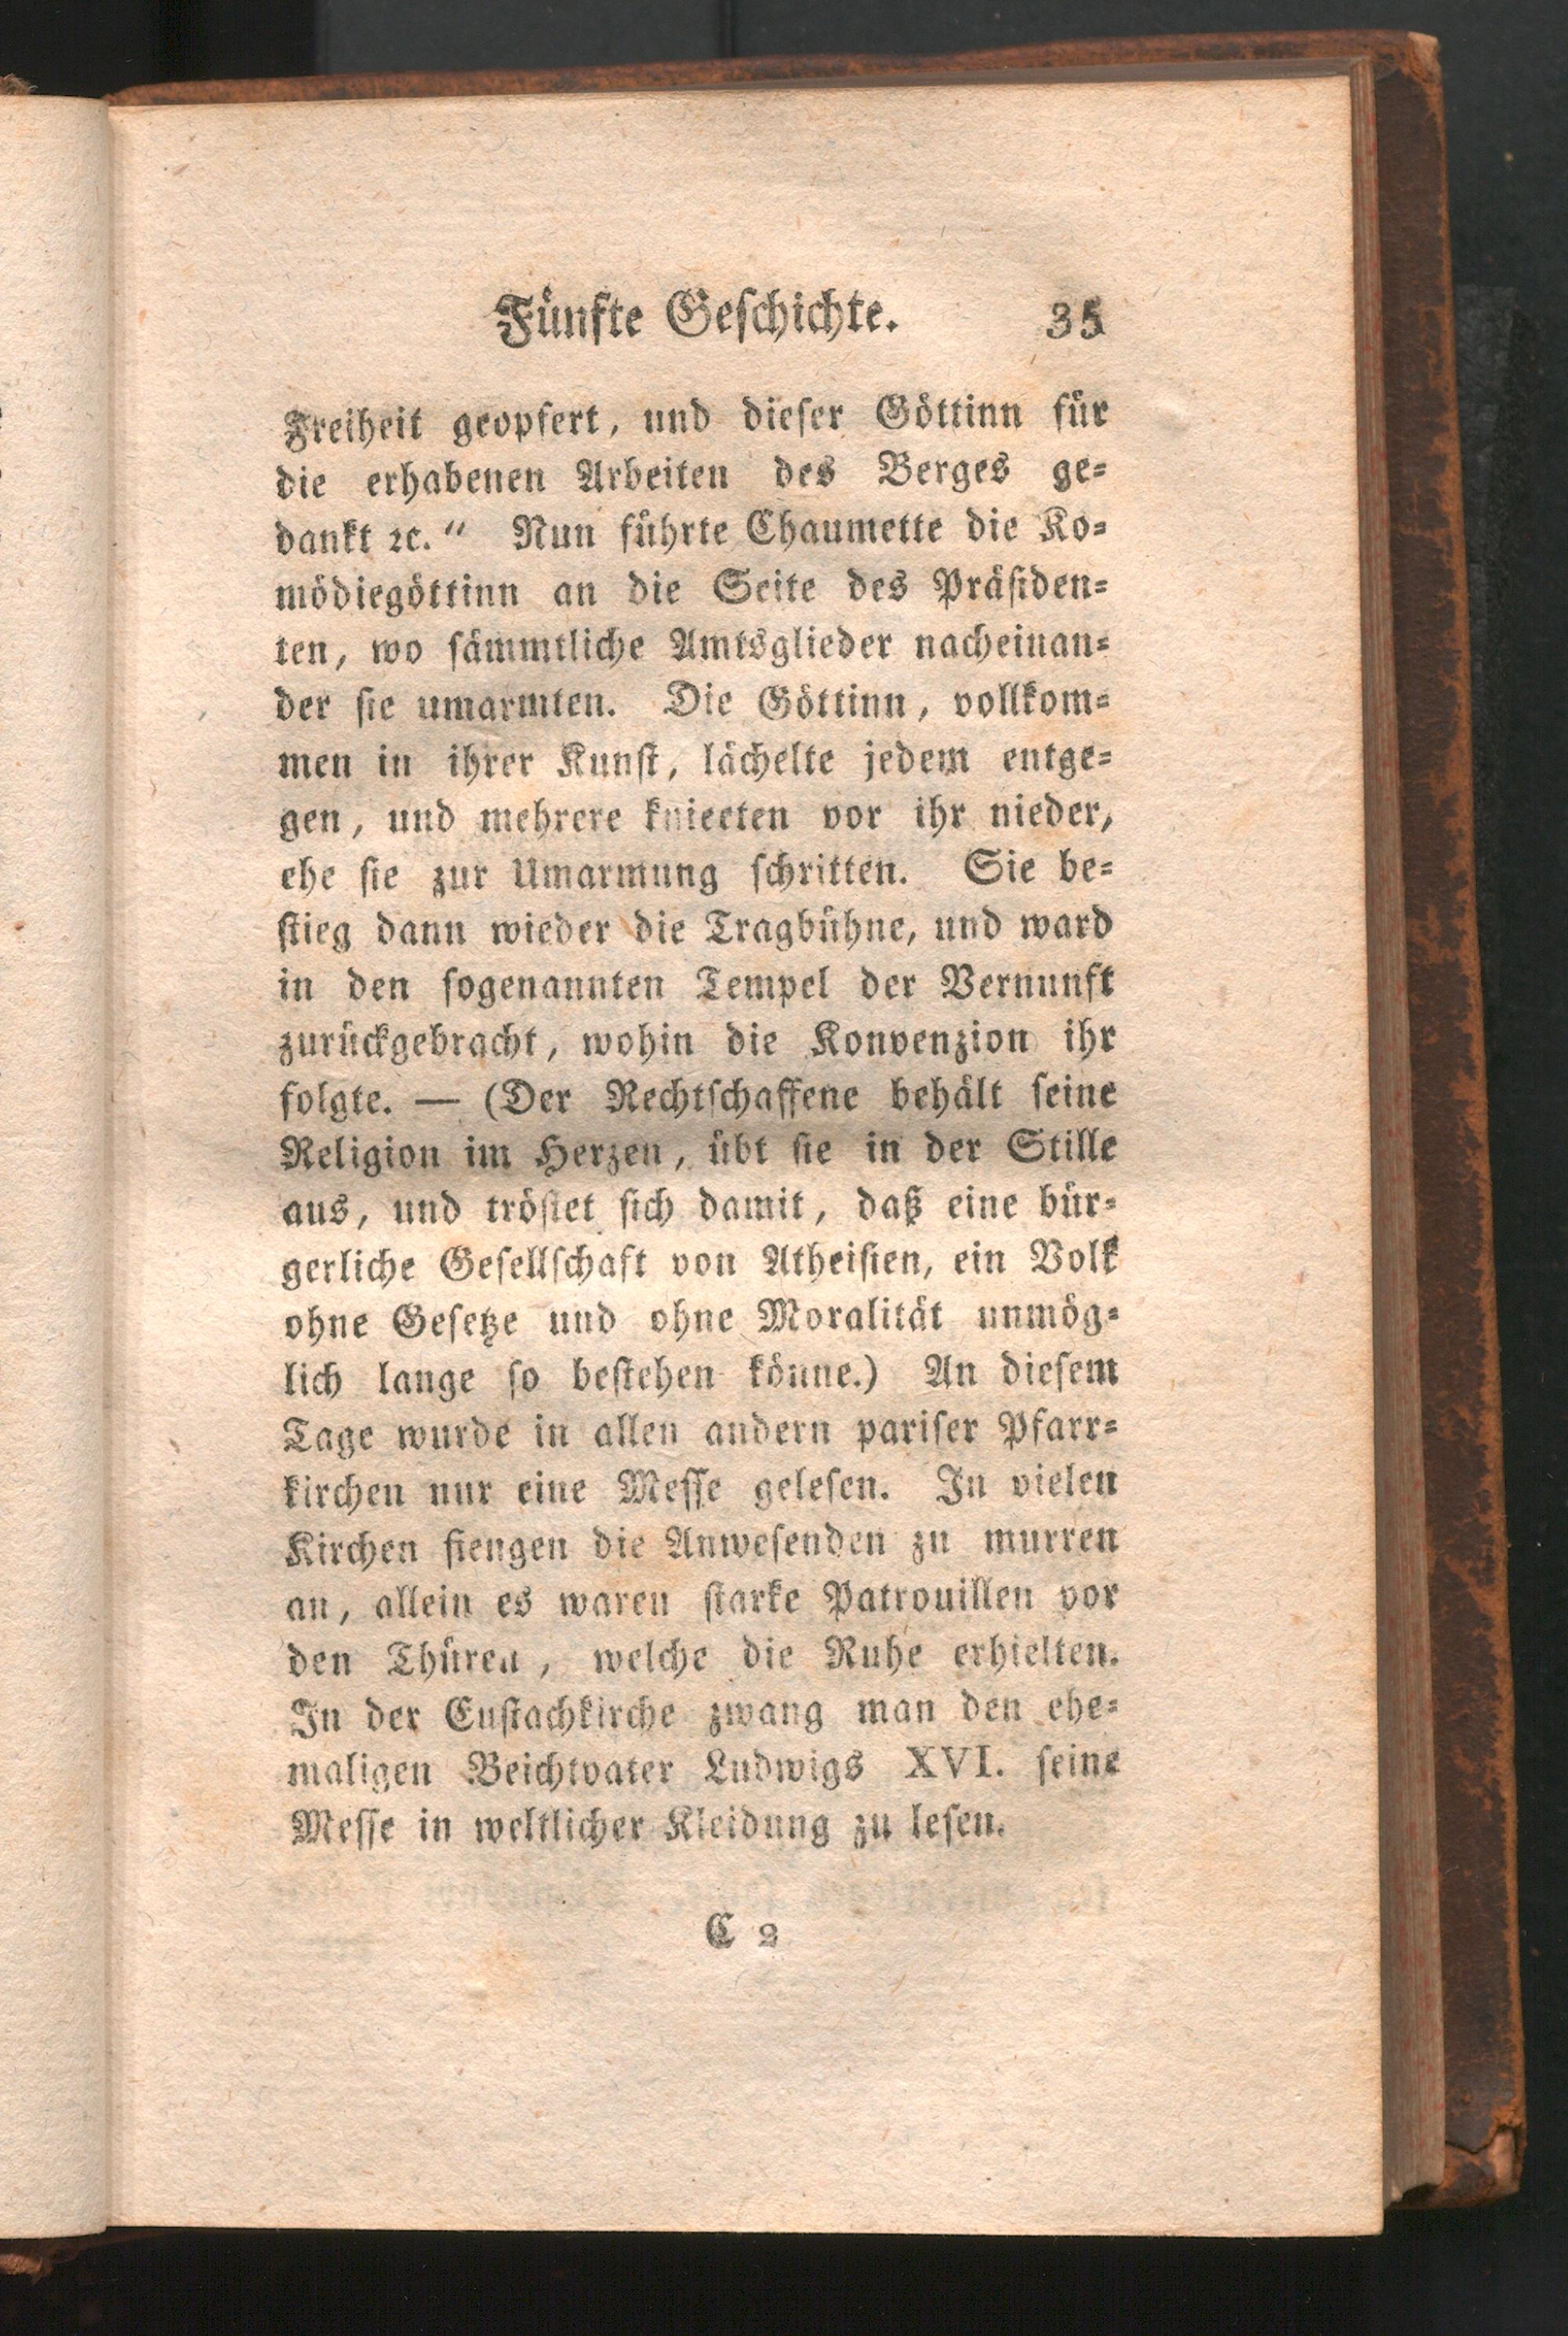 Fünfte Geschichte. 35
Freiheit geopfert, und dieser Göttinn für
die erhabenen Arbeiten des Berges ge-
dankt ꝛc.“ Nun führte Chaumette die Ko-
mödiegöttinn an die Seite des Präsiden-
ten, wo sämmtliche Amtsglieder nacheinan-
der sie umarmten. Die Göttinn, vollkom-
men in ihrer Kunst, lächelte jedem entge-
gen, und mehrere knieeten vor ihr nieder,
ehe sie zur Umarmung schritten. Sie be-
stieg dann wieder die Tragbühne, und ward
in den sogenannten Tempel der Vernunft
zurückgebracht, wohin die Konvenzion ihr
folgte. — (Der Rechtschaffene behält seine
Religion im Herzen, übt sie in der Stille
aus, und tröstet sich damit, daß eine bür-
gerliche Gesellschaft von Atheisten, ein Volk
ohne Gesetze und ohne Moralität unmög-
lich lange so bestehen könne.) An diesem
Tage wurde in allen andern pariser Pfarr-
kirchen nur eine Messe gelesen. In vielen
Kirchen fiengen die Anwesenden zu murren
an, allein es waren starke Patrouillen vor
den Thüren, welche die Ruhe erhielten.
In der Eustachkirche zwang man den ehe-
maligen Beichtvater Ludwigs XVI. seine
Messe in weltlicher Kleidung zu lesen.
C 2